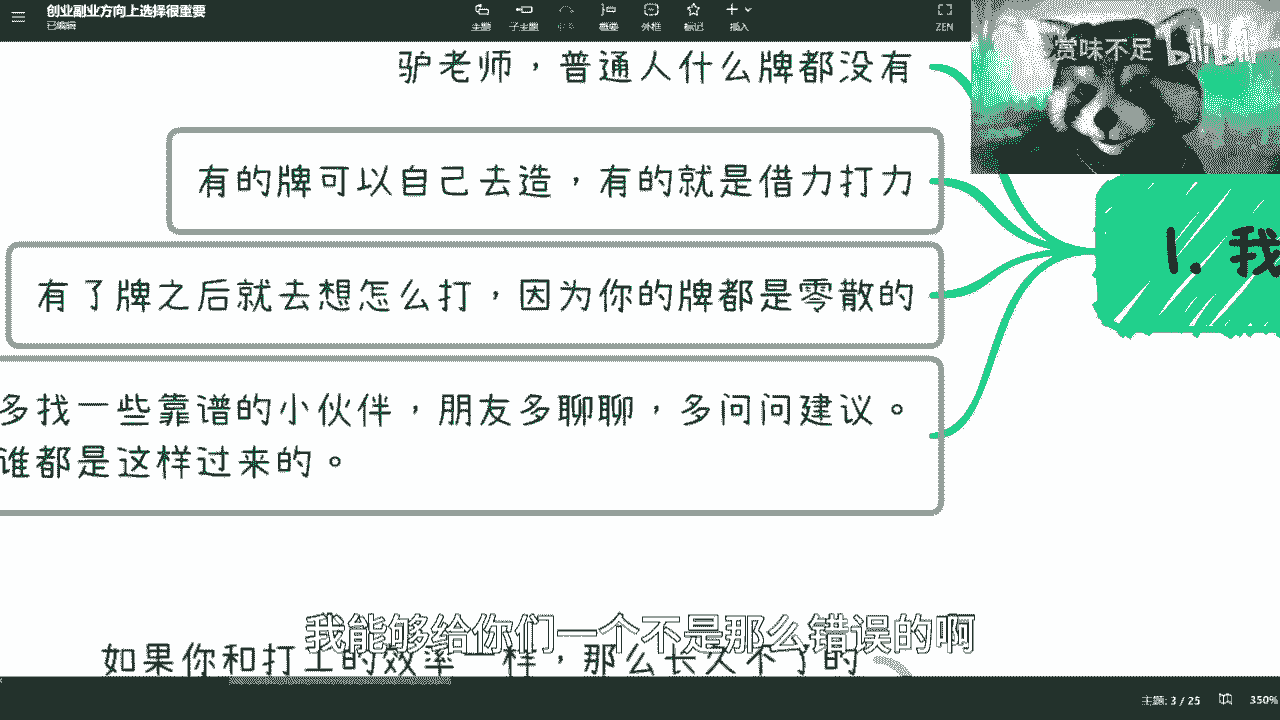 创业副业方向上选择很重要
已编辑
主题
子主题
概要
外框
标记
插入
ZEN
赏味不足
bilibili
驴老师，普通人什么牌都没有
有的牌可以自己去造，有的就是借力打力
1. 我
有了牌之后就去想怎么打，因为你的牌都是零散的
多找一些靠谱的小伙伴，朋友多聊聊，多问问建议。
谁都是这样过来的。
我能够给你们一个不是那么错误的啊
如果你和打工的效率一样，那么长久不了的
主题: 3 / 25
350%